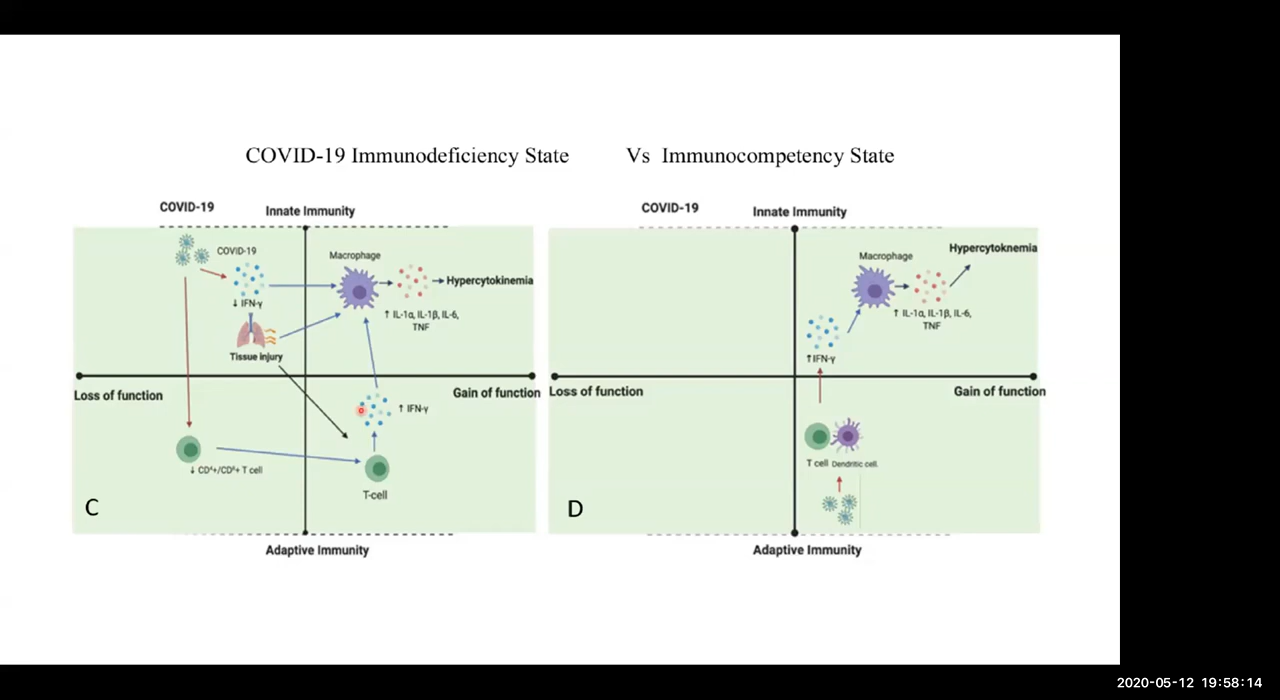 COVID-19 Immunodeficiency State Vs Immunocompetency State
COVID-19
Innate Immunity
COVID-19
Macrophage
↓ IFN-γ
Hypercytokinemia
↑ IL-1α, IL-1β, IL-6,
TNF
Tissue injury
Loss of function
Gain of function
↑ IFN-γ
↓ CD⁴+/CD⁸+ T cell
T-cell
C
Adaptive Immunity
COVID-19
Innate Immunity
Hypercytoknemia
Macrophage
↑ IL-1α, IL-1β, IL-6,
TNF
↑IFN-γ
Loss of function
Gain of function
T cell Dendritic cell
D
Adaptive Immunity
2020-05-12 19:58:14